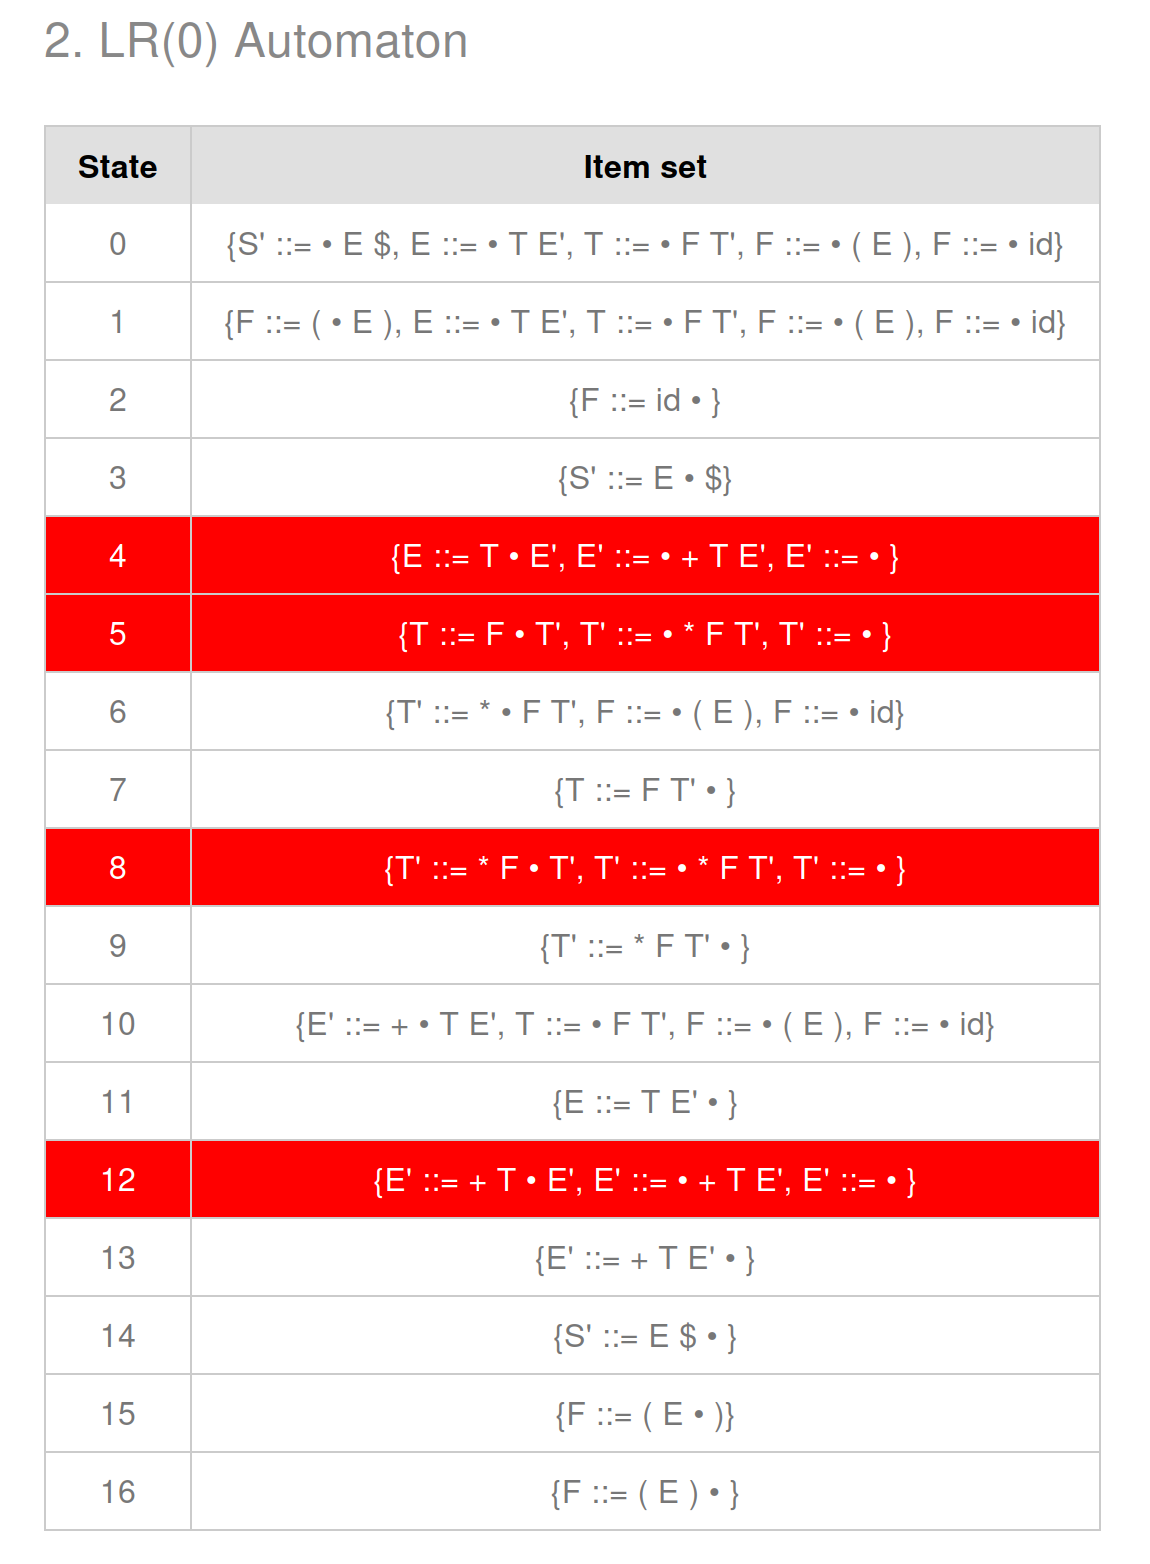 2. LR(0) Automaton
State Item set
0 {S' ::= • E $, E ::= • T E', T ::= • F T', F ::= • ( E ), F ::= • id}
1 {F ::= ( • E ), E ::= • T E', T ::= • F T', F ::= • ( E ), F ::= • id}
2 {F ::= id • }
3 {S' ::= E • $}
4 {E ::= T • E', E' ::= • + T E', E' ::= • }
5 {T ::= F • T', T' ::= • * F T', T' ::= • }
6 {T' ::= * • F T', F ::= • ( E ), F ::= • id}
7 {T ::= F T' • }
8 {T' ::= * F • T', T' ::= • * F T', T' ::= • }
9 {T' ::= * F T' • }
10 {E' ::= + • T E', T ::= • F T', F ::= • ( E ), F ::= • id}
11 {E ::= T E' • }
12 {E' ::= + T • E', E' ::= • + T E', E' ::= • }
13 {E' ::= + T E' • }
14 {S' ::= E $ • }
15 {F ::= ( E • )}
16 {F ::= ( E ) • }